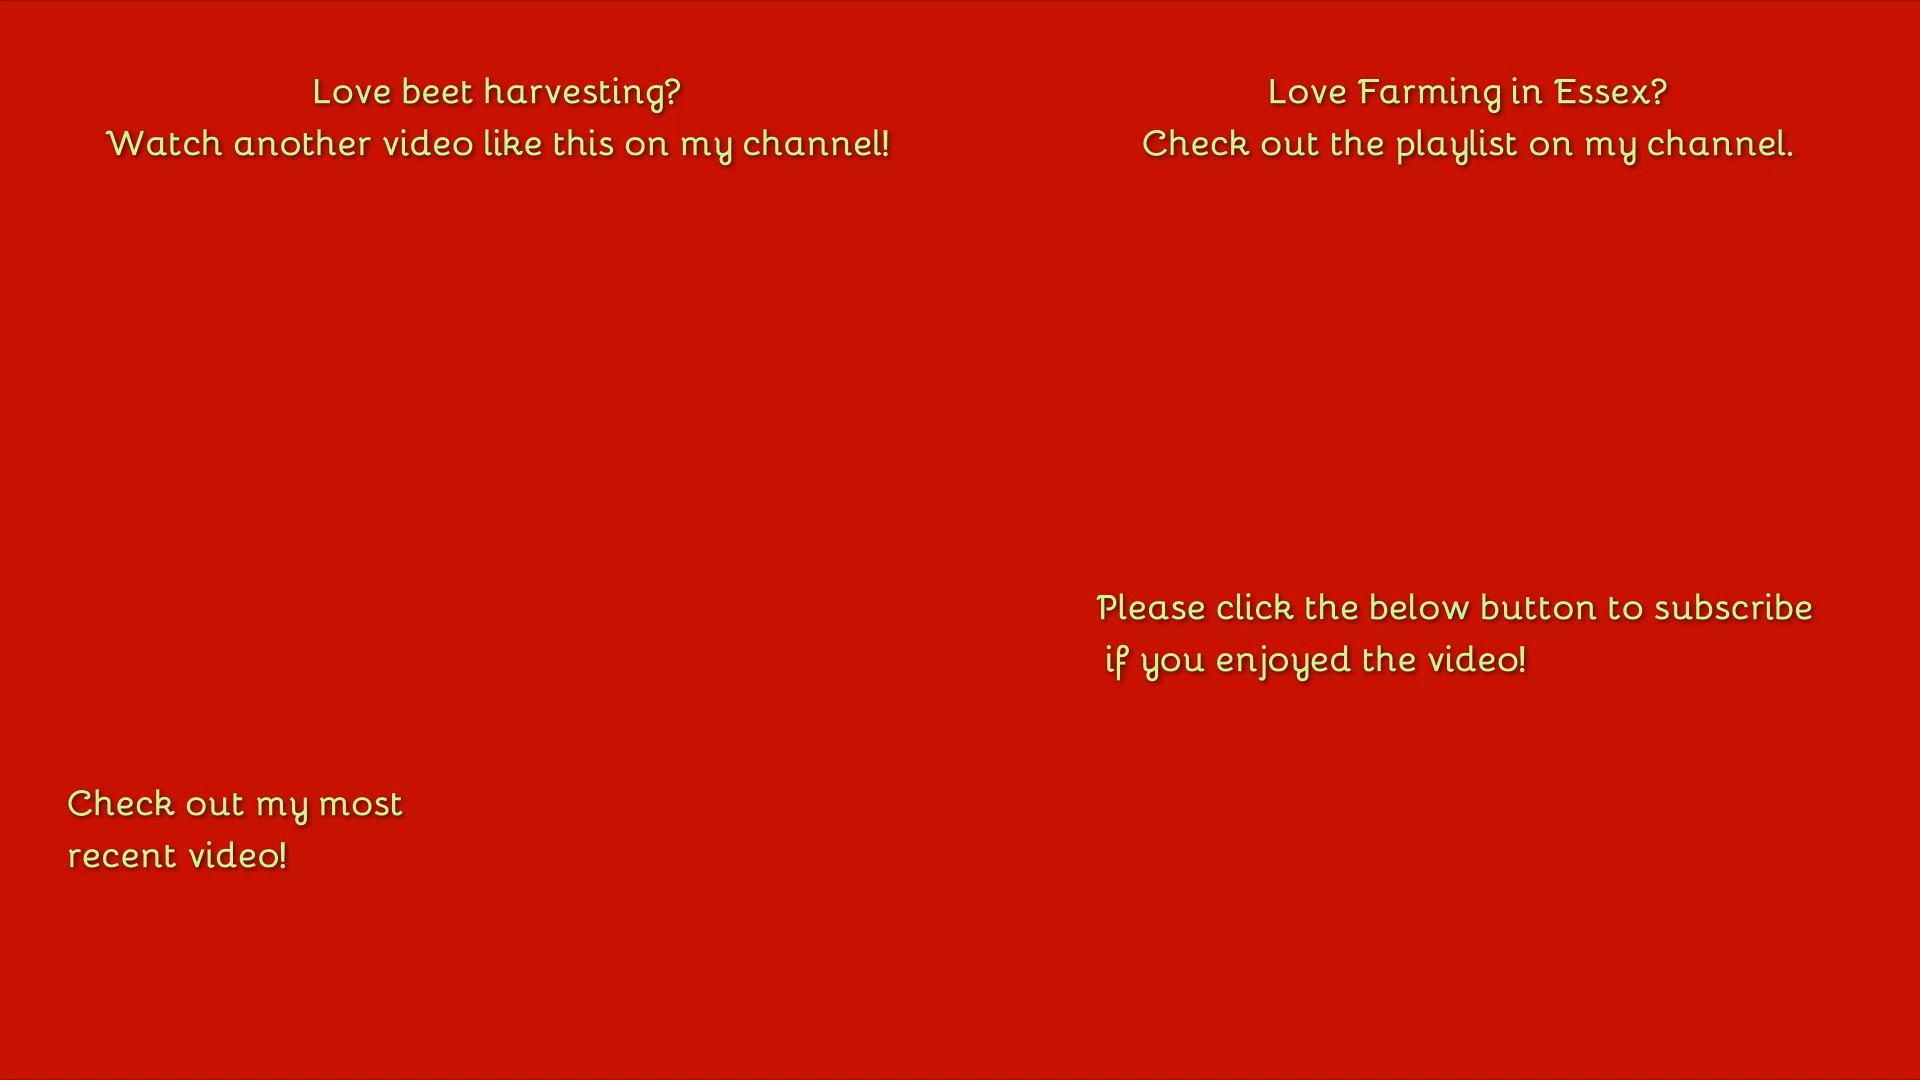 Love beet harvesting?
Watch another video like this on my channel!
Love Farming in Essex?
Check out the playlist on my channel.
Please click the below button to subscribe
if you enjoyed the video!
Check out my most
recent video!